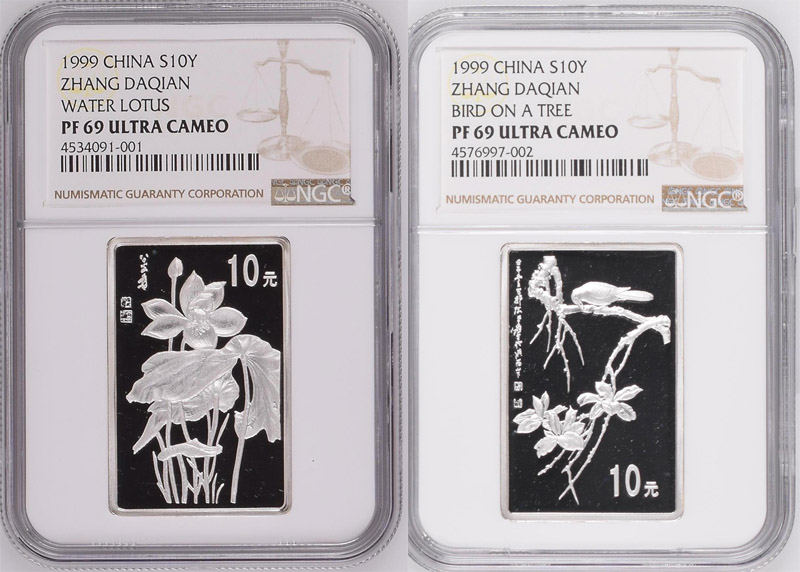 1999 CHINA S10Y
ZHANG DAQIAN
WATER LOTUS
PF 69 ULTRA CAMEO
4534091-001
NUMISMATIC GUARANTY CORPORATION
NGC®
10元
1999 CHINA S10Y
ZHANG DAQIAN
BIRD ON A TREE
PF 69 ULTRA CAMEO
4576997-002
NUMISMATIC GUARANTY CORPORATION
NGC®
10元